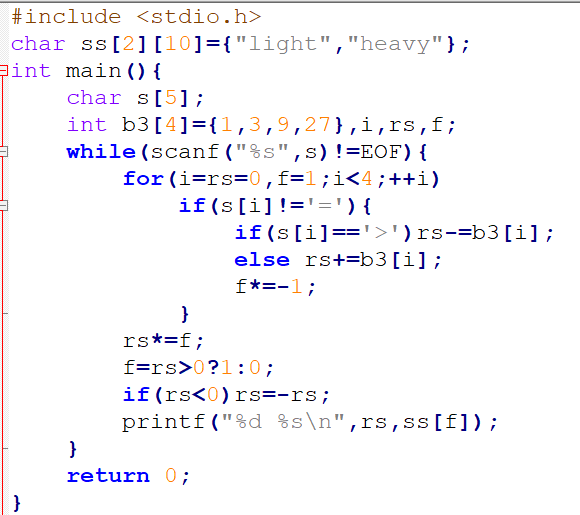 #include <stdio.h>
char ss[2][10]={"light","heavy"};
int main(){
    char s[5];
    int b3[4]={1,3,9,27},i,rs,f;
    while(scanf("%s",s)!=EOF){
        for(i=rs=0,f=1;i<4;++i)
            if(s[i]!='='){
                if(s[i]=='>')rs-=b3[i];
                else rs+=b3[i];
                f*=-1;
            }
        rs*=f;
        f=rs>0?1:0;
        if(rs<0)rs=-rs;
        printf("%d %s\n",rs,ss[f]);
    }
    return 0;
}